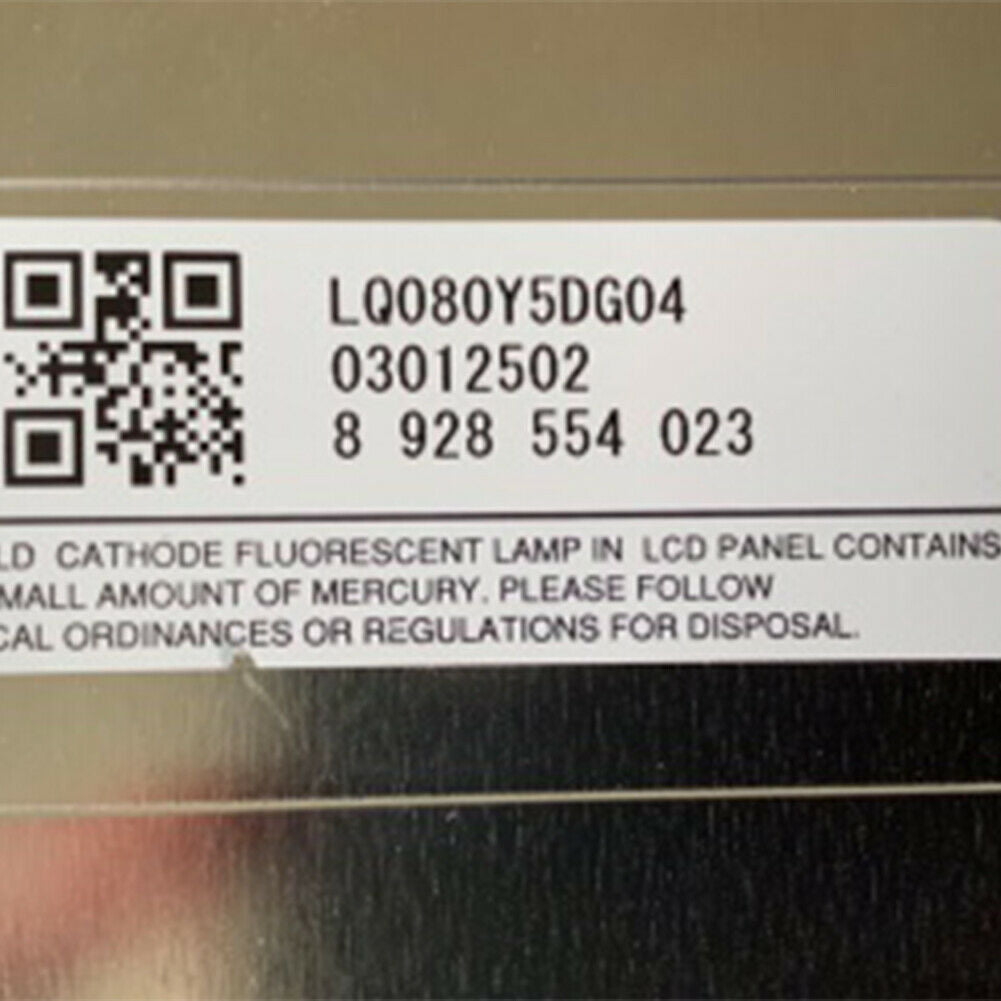 LQ080Y5DG04
03012502
8 928 554 023
LD CATHODE FLUORESCENT LAMP IN LCD PANEL CONTAINS
MALL AMOUNT OF MERCURY. PLEASE FOLLOW
CAL ORDINANCES OR REGULATIONS FOR DISPOSAL.